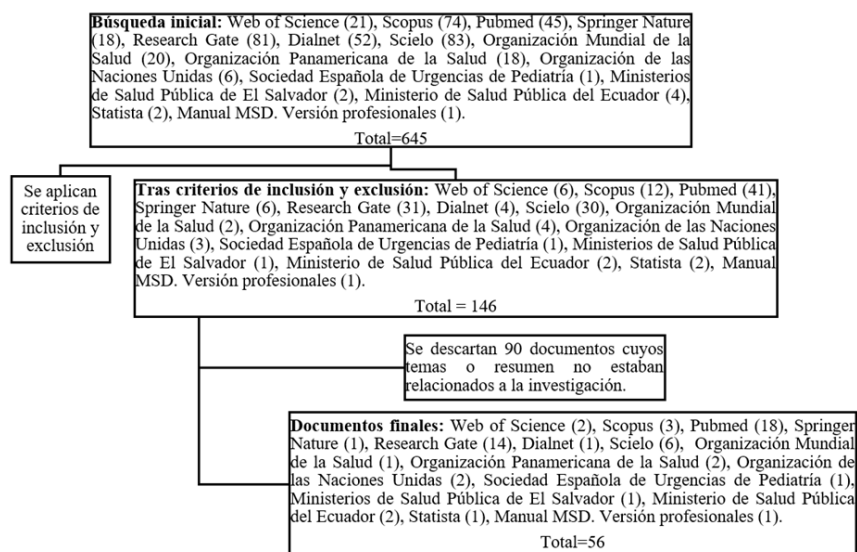 Búsqueda inicial: Web of Science (21), Scopus (74), Pubmed (45), Springer Nature
(18), Research Gate (81), Dialnet (52), Scielo (83), Organización Mundial de la
Salud (20), Organización Panamericana de la Salud (18), Organización de las
Naciones Unidas (6), Sociedad Española de Urgencias de Pediatría (1), Ministerios
de Salud Pública de El Salvador (2), Ministerio de Salud Pública del Ecuador (4),
Statista (2), Manual MSD. Versión profesionales (1).
Total=645
Se aplican
criterios de
inclusión y
exclusión
Tras criterios de inclusión y exclusión: Web of Science (6), Scopus (12), Pubmed (41),
Springer Nature (6), Research Gate (31), Dialnet (4), Scielo (30), Organización Mundial
de la Salud (2), Organización Panamericana de la Salud (4), Organización de las Naciones
Unidas (3), Sociedad Española de Urgencias de Pediatría (1), Ministerios de Salud Pública
de El Salvador (1), Ministerio de Salud Pública del Ecuador (2), Statista (2), Manual
MSD. Versión profesionales (1).
Total = 146
Se descartan 90 documentos cuyos
temas o resumen no estaban
relacionados a la investigación.
Documentos finales: Web of Science (2), Scopus (3), Pubmed (18), Springer
Nature (1), Research Gate (14), Dialnet (1), Scielo (6), Organización Mundial
de la Salud (1), Organización Panamericana de la Salud (2), Organización de
las Naciones Unidas (2), Sociedad Española de Urgencias de Pediatría (1),
Ministerios de Salud Pública de El Salvador (1), Ministerio de Salud Pública
del Ecuador (2), Statista (1), Manual MSD. Versión profesionales (1).
Total=56